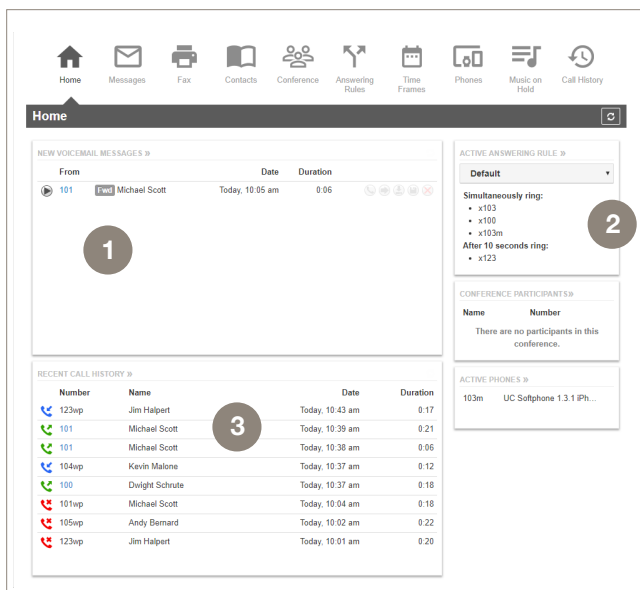 Home Messages Fax Contacts Conference Answering Rules Time Frames Phones Music on Hold Call History
Home
NEW VOICEMAIL MESSAGES »
From Date Duration
101 Fwd Michael Scott Today, 10:05 am 0:06
1
ACTIVE ANSWERING RULE »
Default
Simultaneously ring:
• x103
• x100
• x103m
After 10 seconds ring:
• x123
2
CONFERENCE PARTICIPANTS»
Name Number
There are no participants in this
conference.
ACTIVE PHONES »
103m UC Softphone 1.3.1 iPh...
RECENT CALL HISTORY »
Number Name Date Duration
123wp Jim Halpert Today, 10:43 am 0:17
101 Michael Scott Today, 10:39 am 0:21
101 Michael Scott Today, 10:38 am 0:06
104wp Kevin Malone Today, 10:37 am 0:12
100 Dwight Schrute Today, 10:37 am 0:18
101wp Michael Scott Today, 10:04 am 0:18
105wp Andy Bernard Today, 10:02 am 0:22
123wp Jim Halpert Today, 10:01 am 0:20
3